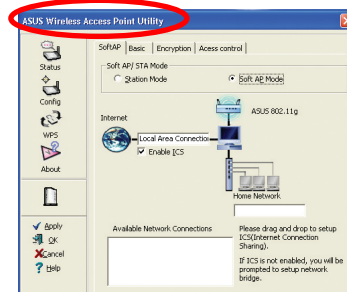 ASUS Wireless Access Point Utility
Status
Config
WPS
About
Apply
OK
Cancel
Help
SoftAP
Basic
Encryption
Acess control
Soft AP/ STA Mode
Station Mode
Soft AP Mode
Internet
ASUS 802.11g
Local Area Connection
Enable ICS
Home Network
Available Network Connections
Please drag and drop to setup
ICS(Internet Connection
Sharing).
If ICS is not enabled, you will be
prompted to setup network
bridge.